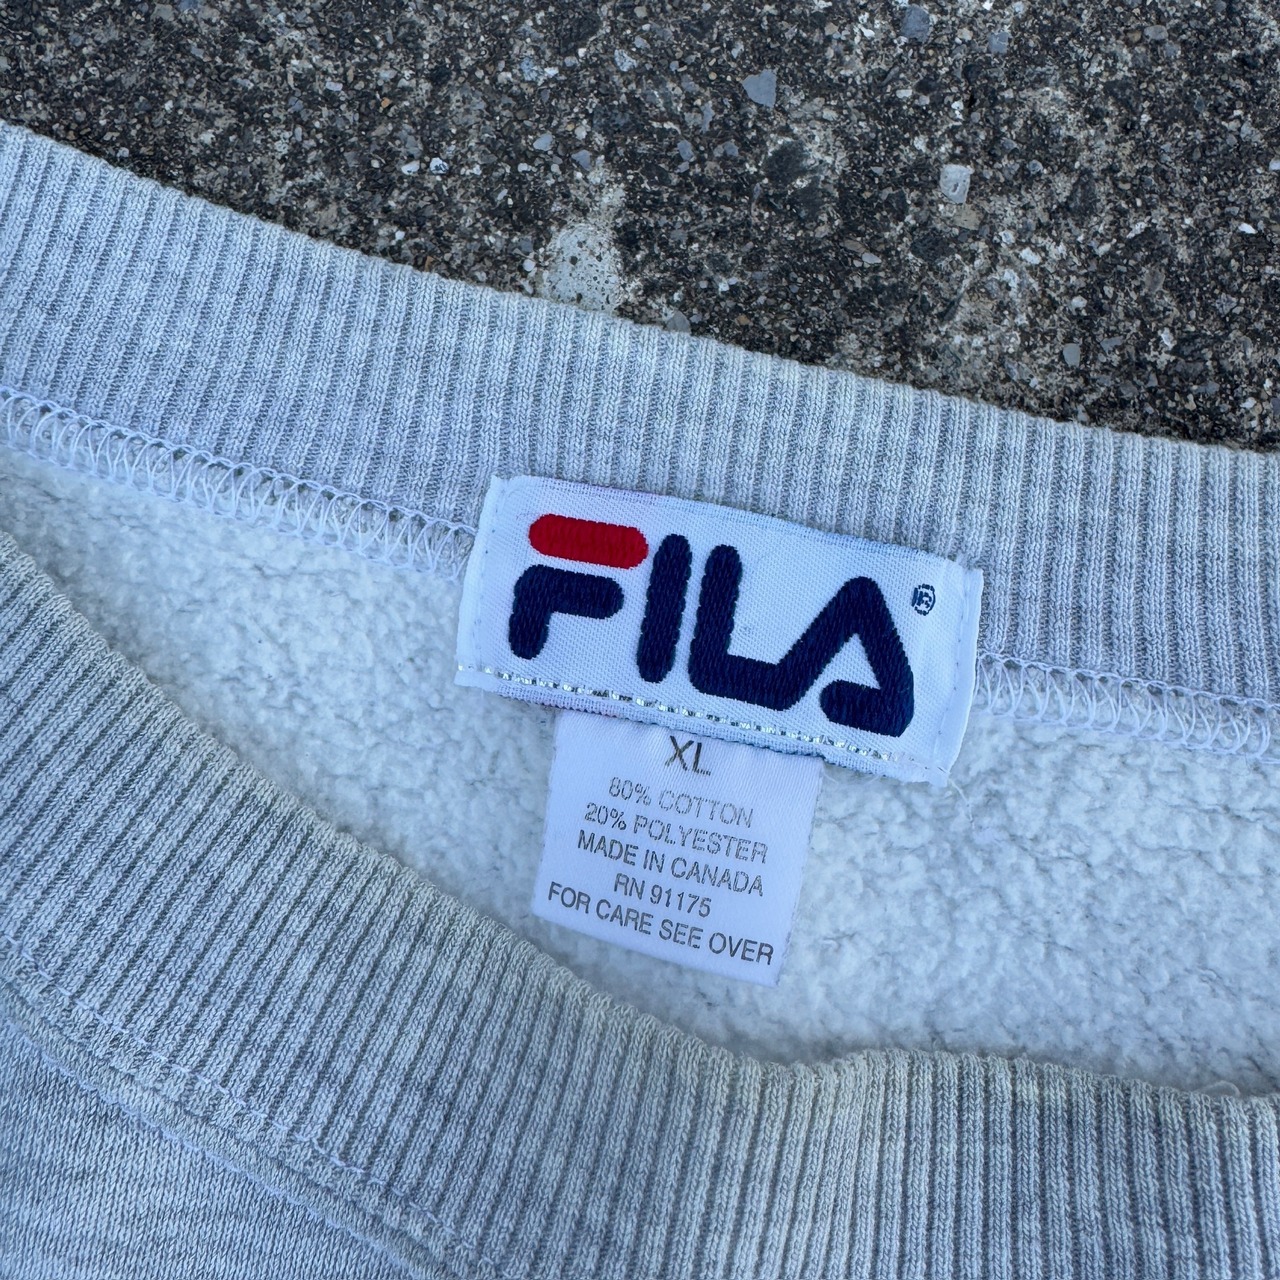 FILA®
XL
80% COTTON
20% POLYESTER
MADE IN CANADA
RN 91175
FOR CARE SEE OVER